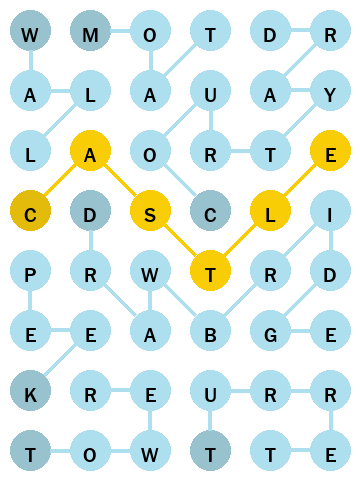 W M O T D R
A L A U A Y
L A O R T E
C D S C L I
P R W T R D
E E A B G E
K R E U R R
T O W T T E